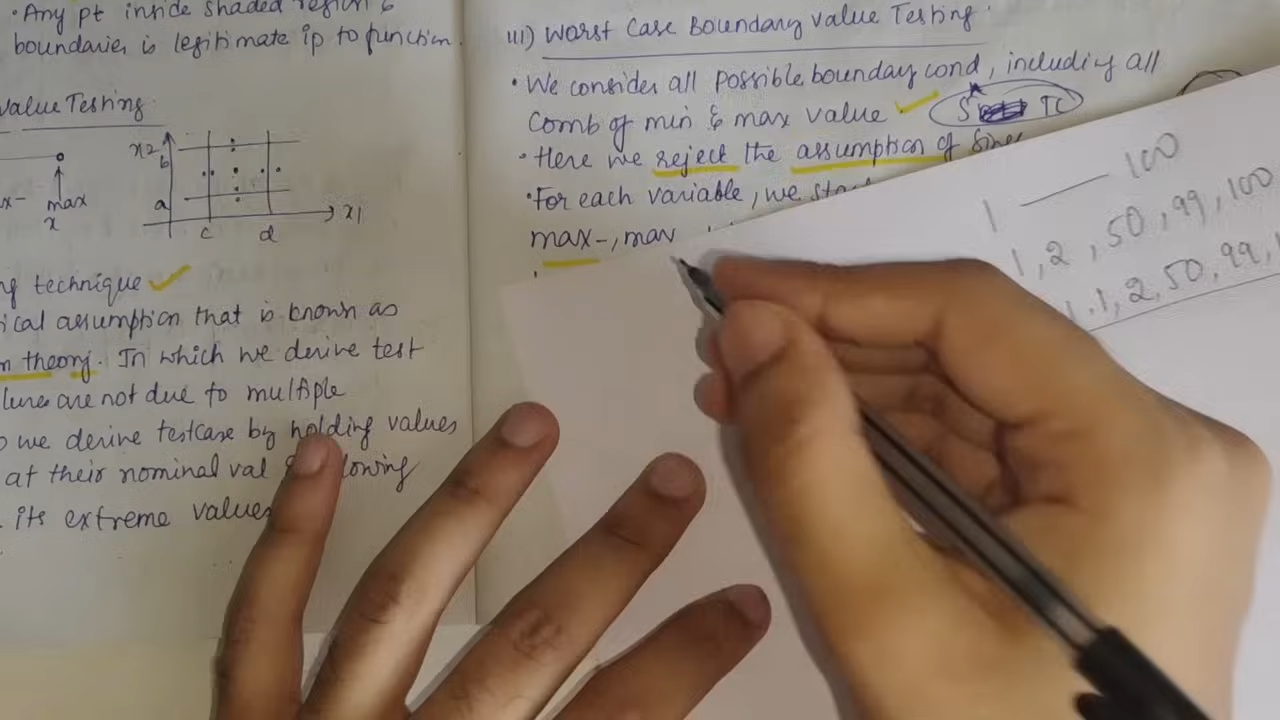 • Any pt inside shaded region &
boundaries is legitimate ip to function.
Value Testing
x2
b
a
c d
x1
x-
max
x
ng technique
ical assumption that is known as
n theory. In which we derive test
lures are not due to multiple
we derive testcase by holding values
at their nominal val
its extreme values
III) Worst Case Boundary Value Testing
• We consider all possible bounday cond, including all
Comb of min & max value
5 TC
• Here we reject the assumption of
• For each variable, we
max-, max
1 — 100
1, 2, 50, 99, 100
1, 2, 50, 99,